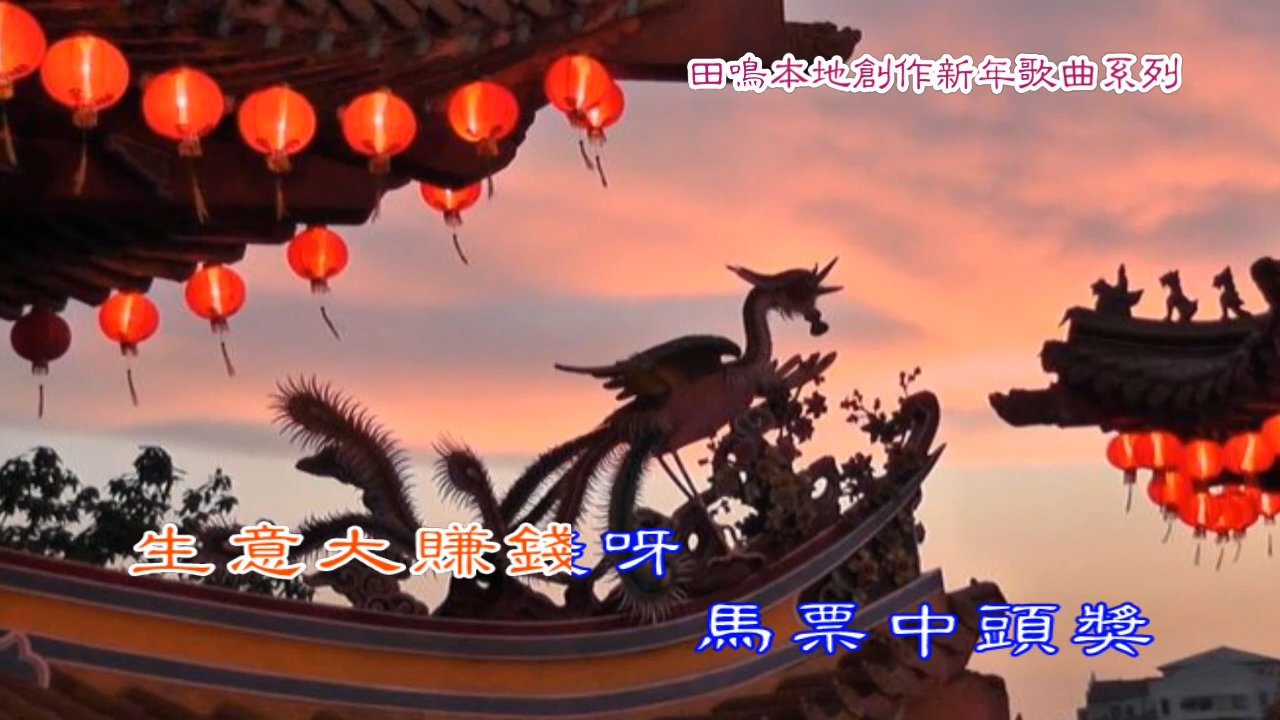 田鳴本地創作新年歌曲系列
生意大賺錢呀
馬票中頭獎